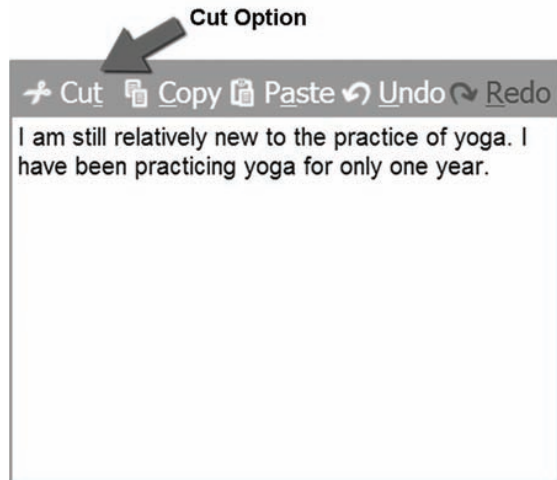 Cut Option
Cut Copy Paste Undo Redo
I am still relatively new to the practice of yoga. I
have been practicing yoga for only one year.